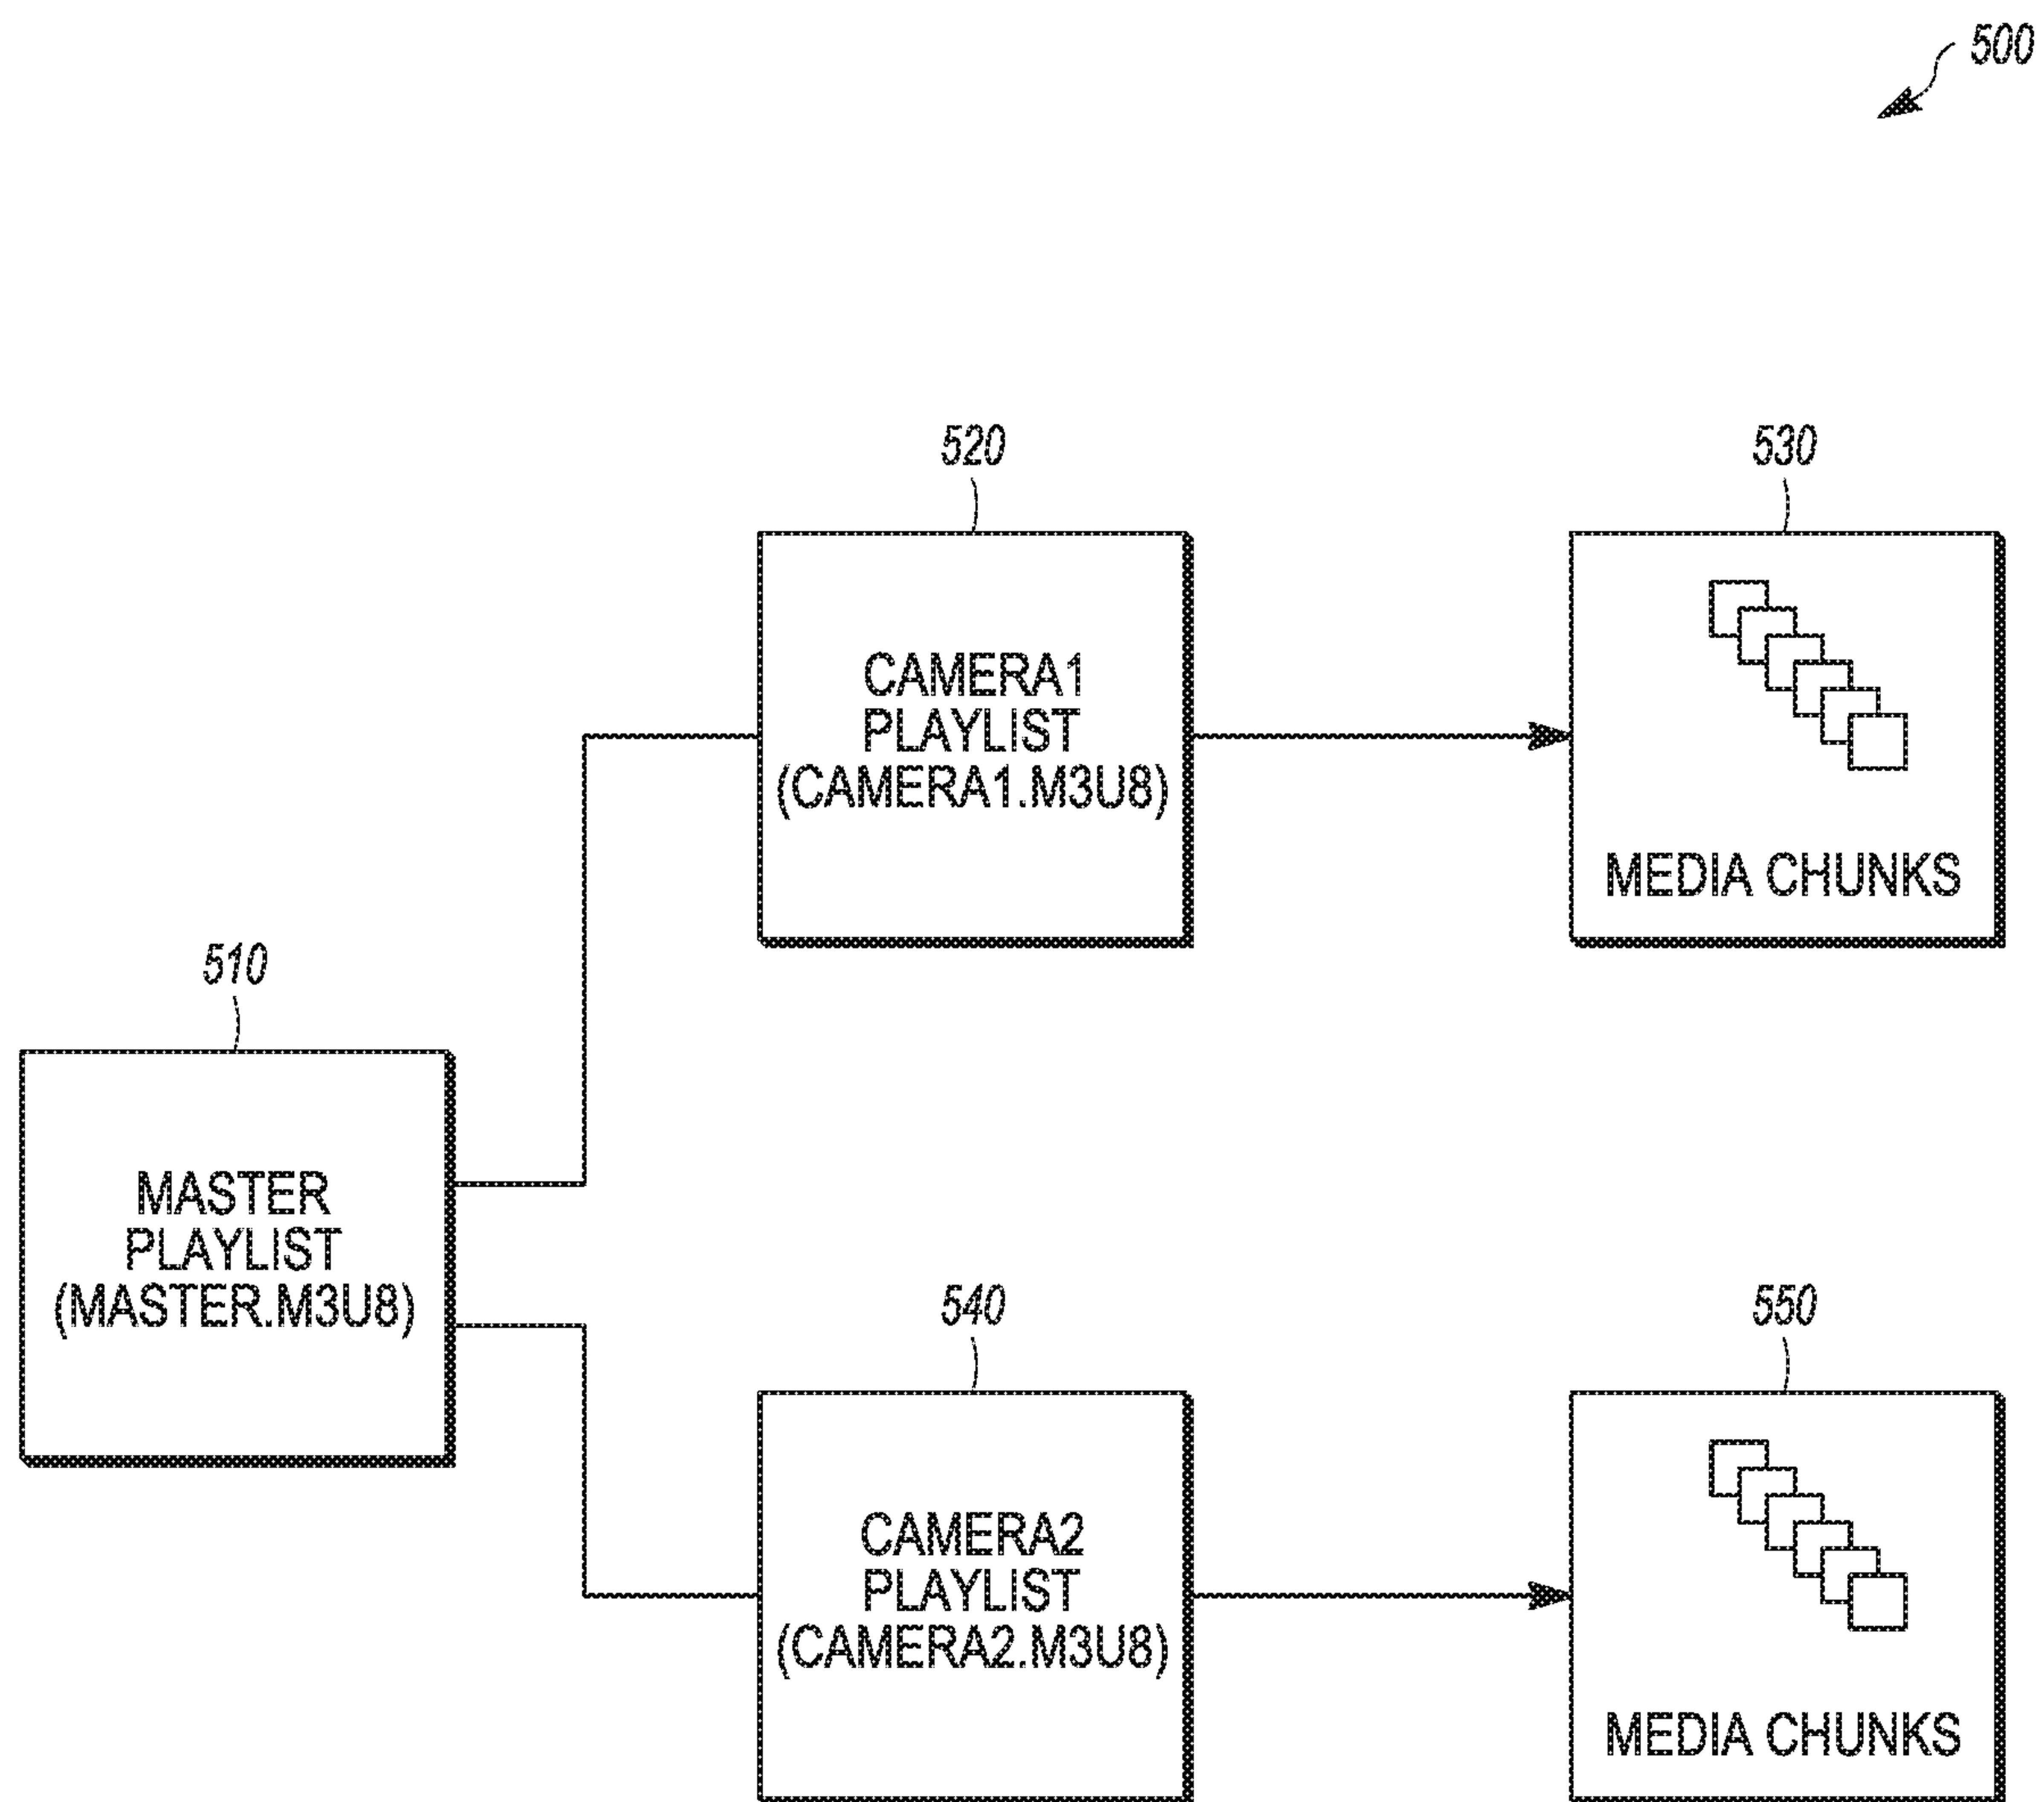 500
520
530
CAMERA1
PLAYLIST
(CAMERA1.M3U8)
MEDIA CHUNKS
510
MASTER
PLAYLIST
(MASTER.M3U8)
540
550
CAMERA2
PLAYLIST
(CAMERA2.M3U8)
MEDIA CHUNKS